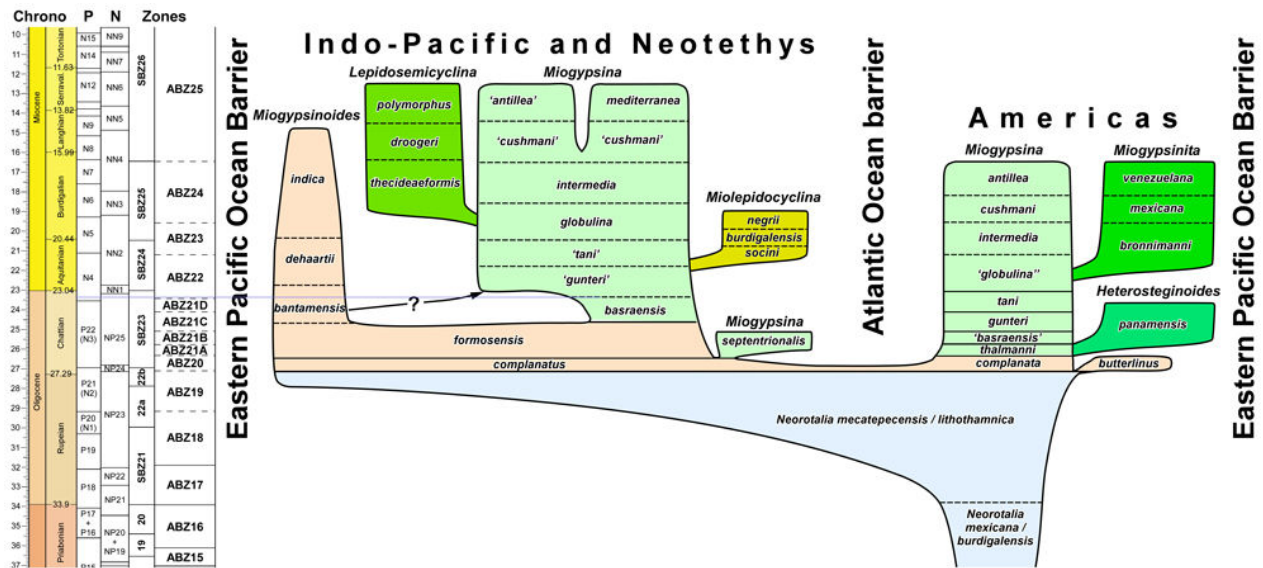 Chrono P N Zones
Indo-Pacific and Neotethys
Americas
Eastern Pacific Ocean Barrier
Atlantic Ocean barrier
Eastern Pacific Ocean Barrier
10
11
12
13
14
15
16
17
18
19
20
21
22
23
24
25
26
27
28
29
30
31
32
33
34
35
36
37
Miocene
Oligocene
Tortonian
11.63
Serraval.
13.82
Langhian
15.99
Burdigalian
20.44
Aquitanian
23.04
Chattian
27.29
Rupeian
33.9
Priabonian
N15
N14
N12
N9
N8
N7
N6
N5
N4
P22
(N3)
P21
(N2)
P20
(N1)
P19
P18
P17
+
P16
P15
NN9
NN7
NN6
NN5
NN4
NN3
NN2
NN1
NP25
NP24
NP23
NP22
NP21
NP20
+
NP19
SBZ26
SBZ25
SBZ24
SBZ23
22b
22a
SBZ21
20
19
ABZ25
ABZ24
ABZ23
ABZ22
ABZ21D
ABZ21C
ABZ21B
ABZ21A
ABZ20
ABZ19
ABZ18
ABZ17
ABZ16
ABZ15
Miogypsinoides
indica
dehaartii
bantamensis
?
formosensis
complanatus
Lepidosemicyclina
polymorphus
droogeri
thecideaeformis
Miogypsina
'antillea'
mediterranea
'cushmani'
'cushmani'
intermedia
globulina
'tani'
'gunteri'
basraensis
Miolepidocyclina
negrii
burdigalensis
socini
Miogypsina
septentrionalis
Miogypsina
antillea
cushmani
intermedia
'globulina''
tani
gunteri
'basraensis'
thalmanni
complanata
Miogypsinita
venezuelana
mexicana
bronnimanni
Heterosteginoides
panamensis
butterlinus
Neorotalia mecatepecensis / lithothamnica
Neorotalia
mexicana /
burdigalensis